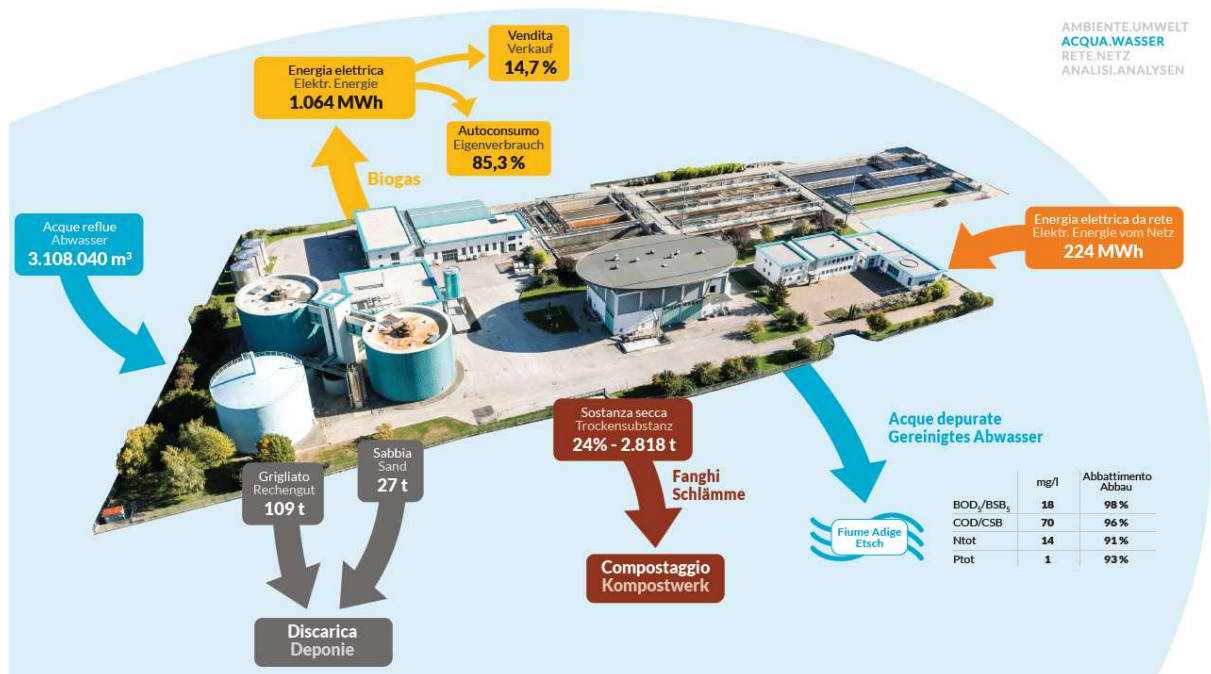 AMBIENTE.UMWELT
ACQUA.WASSER
RETE.NETZ
ANALISI.ANALYSEN
Vendita
Verkauf
14,7 %
Energia elettrica
Elektr. Energie
1.064 MWh
Autoconsumo
Eigenverbrauch
85,3 %
Biogas
Acque reflue
Abwasser
3.108.040 m³
Energia elettrica da rete
Elektr. Energie vom Netz
224 MWh
Sostanza secca
Trockensubstanz
24% - 2.818 t
Acque depurate
Gereinigtes Abwasser
Sabbia
Sand
27 t
Grigliato
Rechengut
109 t
Fanghi
Schlämme
Fiume Adige
Etsch
mg/l Abbattimento
Abbau
BOD₅/BSB₅ 18 98 %
COD/CSB 70 96 %
Ntot 14 91 %
Ptot 1 93 %
Compostaggio
Kompostwerk
Discarica
Deponie